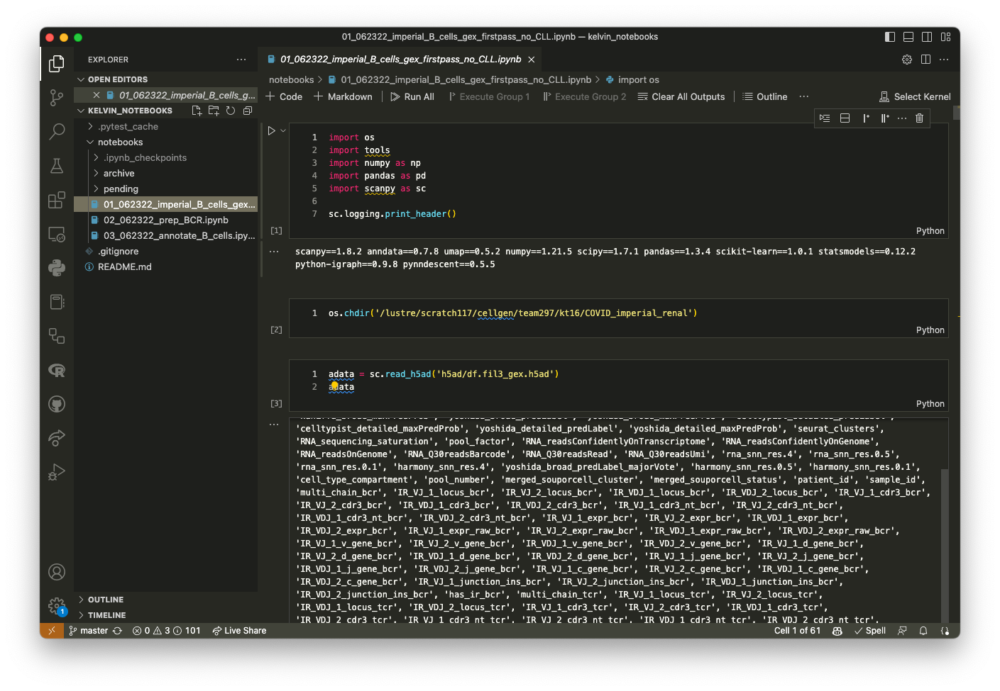 01_062322_imperial_B_cells_gex_firstpass_no_CLL.ipynb — kelvin_notebooks
EXPLORER
01_062322_imperial_B_cells_gex_firstpass_no_CLL.ipynb
OPEN EDITORS
01_062322_imperial_B_cells_g...
KELVIN_NOTEBOOKS
.pytest_cache
notebooks
.ipynb_checkpoints
archive
pending
01_062322_imperial_B_cells_gex...
02_062322_prep_BCR.ipynb
03_062322_annotate_B_cells.ipy...
.gitignore
README.md
OUTLINE
TIMELINE
notebooks > 01_062322_imperial_B_cells_gex_firstpass_no_CLL.ipynb > import os
Code Markdown Run All Execute Group 1 Execute Group 2 Clear All Outputs Outline ... Select Kernel
1 import os
2 import tools
3 import numpy as np
4 import pandas as pd
5 import scanpy as sc
6
7 sc.logging.print_header()
[1]
Python
scanpy==1.8.2 anndata==0.7.8 umap==0.5.2 numpy==1.21.5 scipy==1.7.1 pandas==1.3.4 scikit-learn==1.0.1 statsmodels==0.12.2
python-igraph==0.9.8 pynndescent==0.5.5
1 os.chdir('/lustre/scratch117/cellgen/team297/kt16/COVID_imperial_renal')
[2]
Python
1 adata = sc.read_h5ad('h5ad/df.fil3_gex.h5ad')
2 adata
[3]
Python
'celltypist_detailed_maxPredProb', 'yoshida_detailed_predLabel', 'yoshida_detailed_maxPredProb', 'seurat_clusters',
'RNA_sequencing_saturation', 'pool_factor', 'RNA_readsConfidentlyOnTranscriptome', 'RNA_readsConfidentlyOnGenome',
'RNA_readsOnGenome', 'RNA_Q30readsBarcode', 'RNA_Q30readsRead', 'RNA_Q30readsUmi', 'rna_snn_res.4', 'rna_snn_res.0.5',
'rna_snn_res.0.1', 'harmony_snn_res.4', 'yoshida_broad_predLabel_majorVote', 'harmony_snn_res.0.5', 'harmony_snn_res.0.1',
'cell_type_compartment', 'pool_number', 'merged_souporcell_cluster', 'merged_souporcell_status', 'patient_id', 'sample_id',
'multi_chain_bcr', 'IR_VJ_1_locus_bcr', 'IR_VJ_2_locus_bcr', 'IR_VDJ_1_locus_bcr', 'IR_VDJ_2_locus_bcr', 'IR_VJ_1_cdr3_bcr',
'IR_VJ_2_cdr3_bcr', 'IR_VDJ_1_cdr3_bcr', 'IR_VDJ_2_cdr3_bcr', 'IR_VJ_1_cdr3_nt_bcr', 'IR_VJ_2_cdr3_nt_bcr',
'IR_VDJ_1_cdr3_nt_bcr', 'IR_VDJ_2_cdr3_nt_bcr', 'IR_VJ_1_expr_bcr', 'IR_VJ_2_expr_bcr', 'IR_VDJ_1_expr_bcr',
'IR_VDJ_2_expr_bcr', 'IR_VJ_1_expr_raw_bcr', 'IR_VJ_2_expr_raw_bcr', 'IR_VDJ_1_expr_raw_bcr', 'IR_VDJ_2_expr_raw_bcr',
'IR_VJ_1_v_gene_bcr', 'IR_VJ_2_v_gene_bcr', 'IR_VDJ_1_v_gene_bcr', 'IR_VDJ_2_v_gene_bcr', 'IR_VJ_1_d_gene_bcr',
'IR_VJ_2_d_gene_bcr', 'IR_VDJ_1_d_gene_bcr', 'IR_VDJ_2_d_gene_bcr', 'IR_VJ_1_j_gene_bcr', 'IR_VJ_2_j_gene_bcr',
'IR_VDJ_1_j_gene_bcr', 'IR_VDJ_2_j_gene_bcr', 'IR_VJ_1_c_gene_bcr', 'IR_VJ_2_c_gene_bcr', 'IR_VDJ_1_c_gene_bcr',
'IR_VDJ_2_c_gene_bcr', 'IR_VJ_1_junction_ins_bcr', 'IR_VJ_2_junction_ins_bcr', 'IR_VDJ_1_junction_ins_bcr',
'IR_VDJ_2_junction_ins_bcr', 'has_ir_bcr', 'multi_chain_tcr', 'IR_VJ_1_locus_tcr', 'IR_VJ_2_locus_tcr',
'IR_VDJ_1_locus_tcr', 'IR_VDJ_2_locus_tcr', 'IR_VJ_1_cdr3_tcr', 'IR_VJ_2_cdr3_tcr', 'IR_VDJ_1_cdr3_tcr',
'IR_VDJ_2_cdr3_tcr', 'IR_VJ_1_cdr3_nt_tcr', 'IR_VJ_2_cdr3_nt_tcr', 'IR_VDJ_1_cdr3_nt_tcr', 'IR_VDJ_2_cdr3_nt_tcr',
1
master 0 3 101 Live Share
Cell 1 of 61 Spell